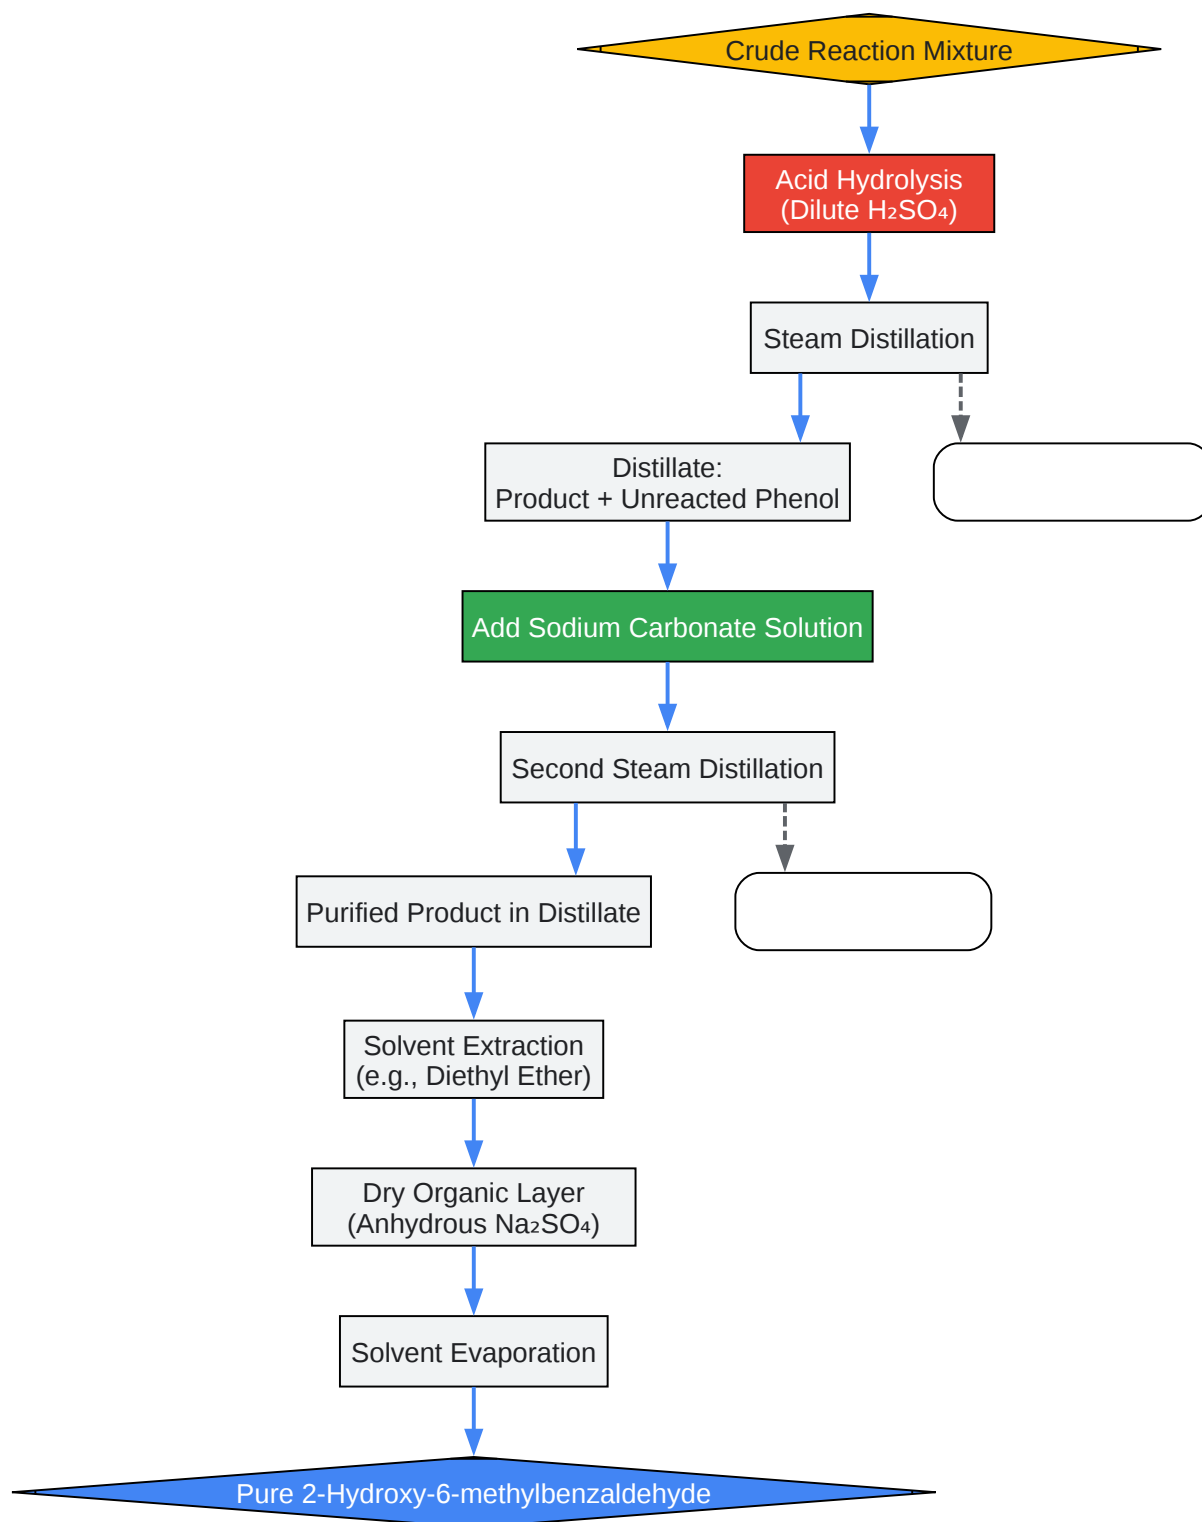 Crude Reaction Mixture
Acid Hydrolysis
(Dilute H₂SO₄)
Steam Distillation
Distillate:
Product + Unreacted Phenol
Add Sodium Carbonate Solution
Second Steam Distillation
Purified Product in Distillate
Solvent Extraction
(e.g., Diethyl Ether)
Dry Organic Layer
(Anhydrous Na₂SO₄)
Solvent Evaporation
Pure 2-Hydroxy-6-methylbenzaldehyde